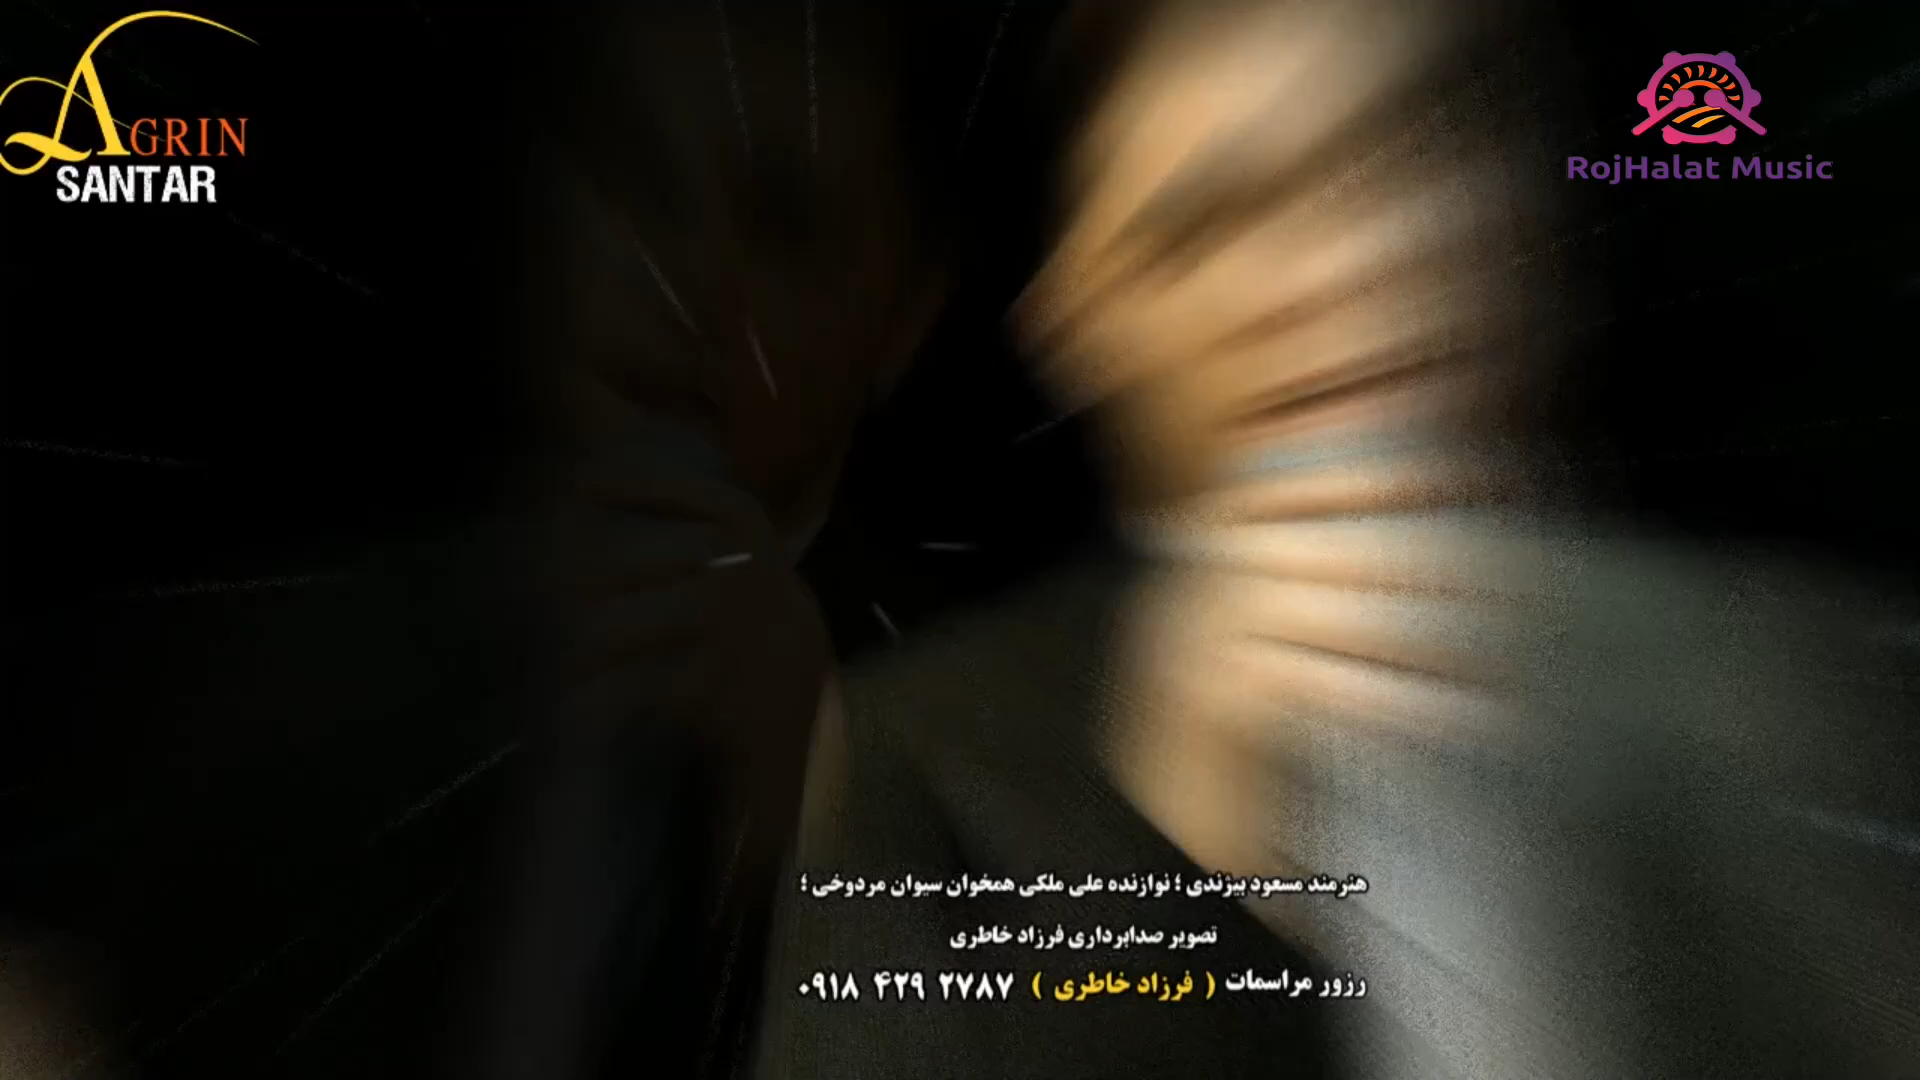 AGRIN
SANTAR
RojHalat Music
هنرمند مسعود بیژندی ؛ نوازنده علی ملکی همخوان سیوان مردوخی ؛
تصویر صدابرداری فرزاد خاطری
رزور مراسمات ( فرزاد خاطری ) ۰۹۱۸ ۴۲۹ ۲۷۸۷